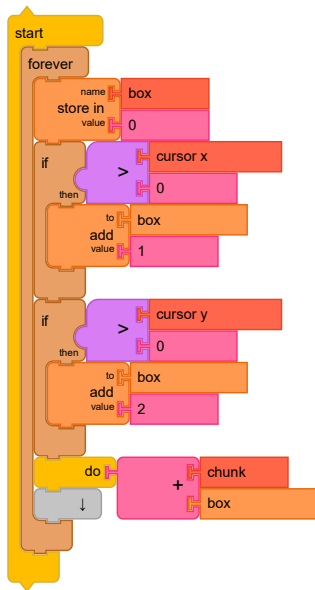 start
forever
name box
store in
value 0
if cursor x
>
then 0
to box
add
value 1
if cursor y
>
then 0
to box
add
value 2
do chunk
+
↓ box